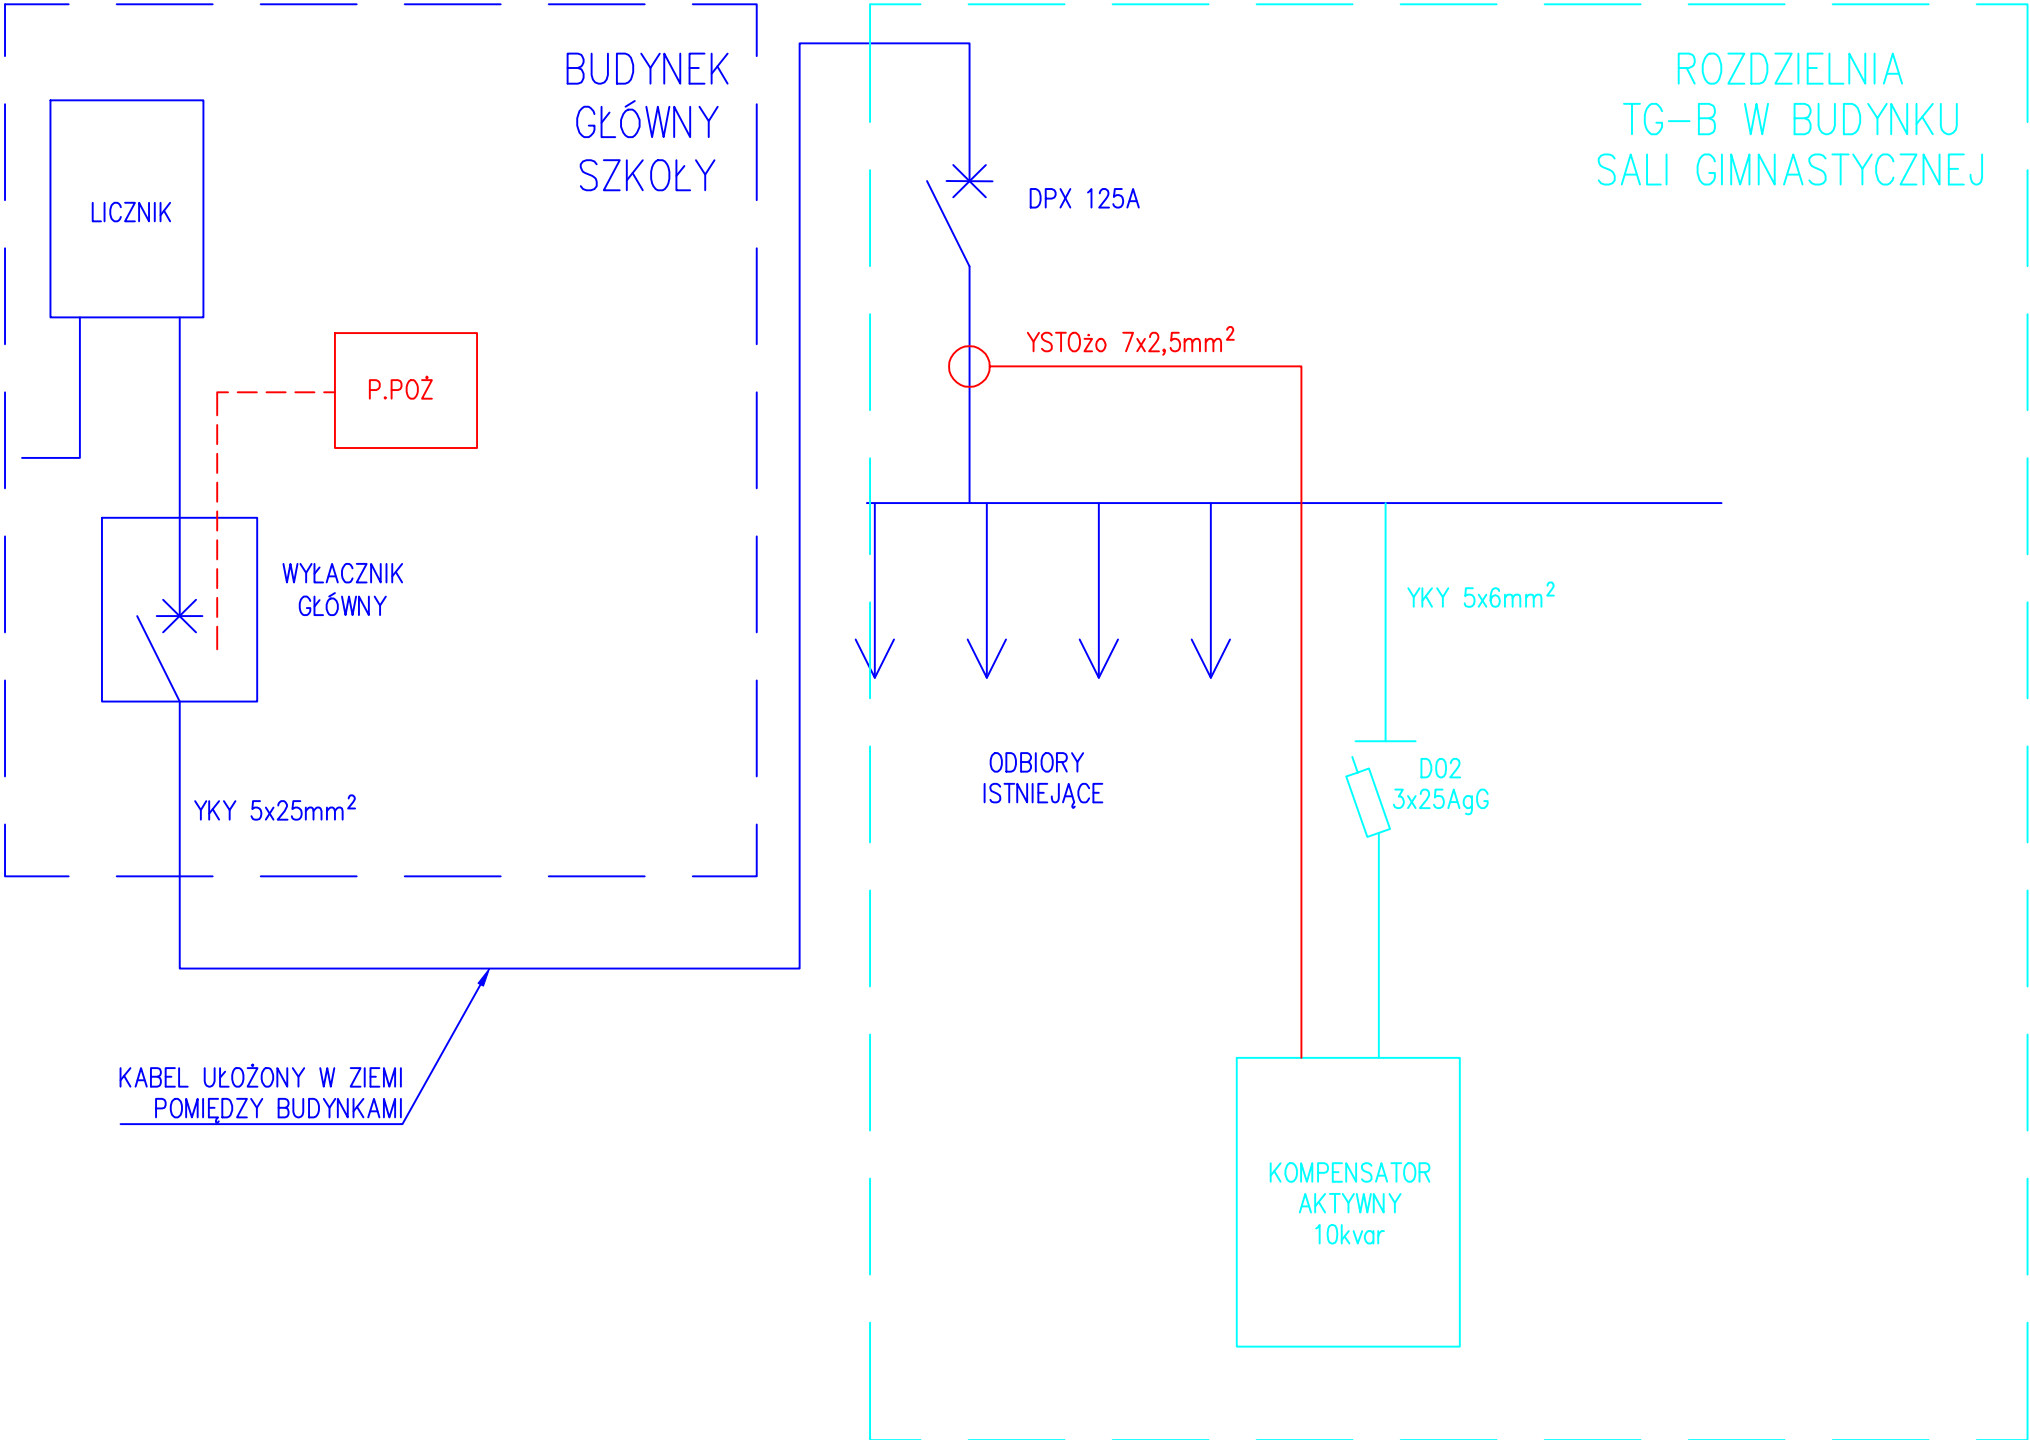 BUDYNEK
GŁÓWNY
SZKOŁY
LICZNIK
P.POŻ
WYŁACZNIK
GŁÓWNY
YKY 5x25mm²
KABEL UŁOŻONY W ZIEMI
POMIĘDZY BUDYNKAMI
ROZDZIELNIA
TG-B W BUDYNKU
SALI GIMNASTYCZNEJ
DPX 125A
YSTOżo 7x2,5mm²
YKY 5x6mm²
ODBIORY
ISTNIEJĄCE
D02
3x25AgG
KOMPENSATOR
AKTYWNY
10kvar